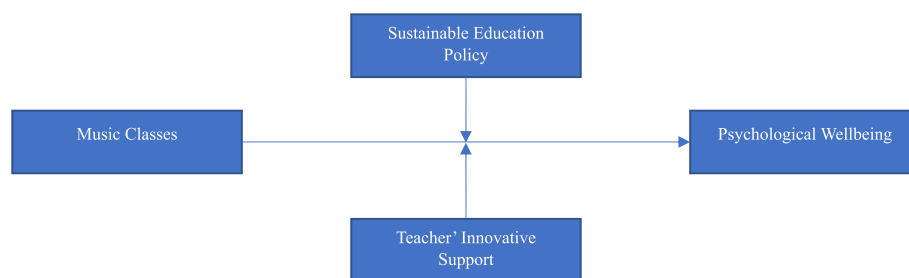 Sustainable Education
Policy
Music Classes
Psychological Wellbeing
Teacher’ Innovative
Support